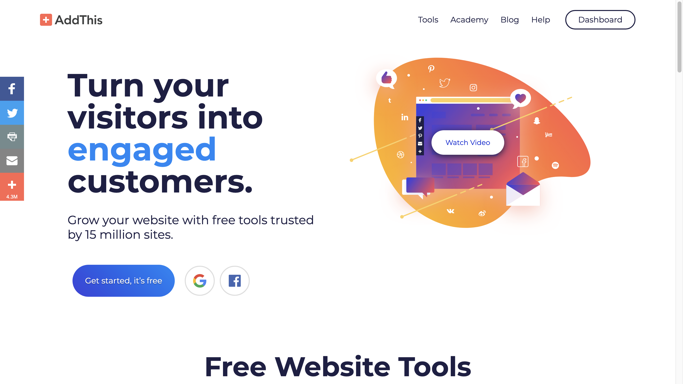 AddThis
Tools Academy Blog Help Dashboard
Turn your
visitors into
engaged
customers.
Watch Video
Grow your website with free tools trusted
by 15 million sites.
Get started, it's free
4.3M
Free Website Tools